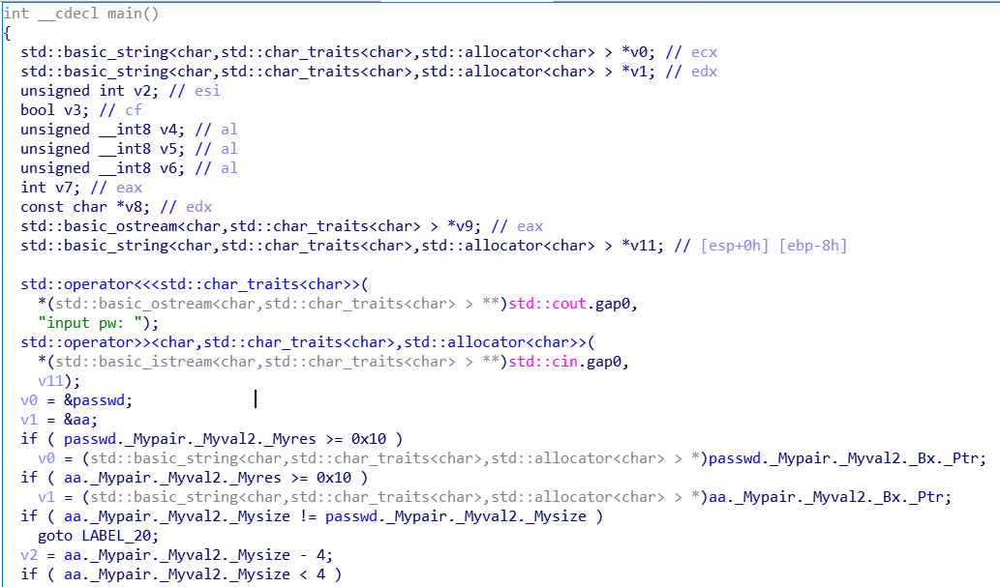 int __cdecl main()
{
  std::basic_string<char,std::char_traits<char>,std::allocator<char> > *v0; // ecx
  std::basic_string<char,std::char_traits<char>,std::allocator<char> > *v1; // edx
  unsigned int v2; // esi
  bool v3; // cf
  unsigned __int8 v4; // al
  unsigned __int8 v5; // al
  unsigned __int8 v6; // al
  int v7; // eax
  const char *v8; // edx
  std::basic_ostream<char,std::char_traits<char> > *v9; // eax
  std::basic_string<char,std::char_traits<char>,std::allocator<char> > *v11; // [esp+0h] [ebp-8h]

  std::operator<<<std::char_traits<char>>(
    *(std::basic_ostream<char,std::char_traits<char> > **)std::cout.gap0,
    "input pw: ");
  std::operator>><char,std::char_traits<char>,std::allocator<char>>(
    *(std::basic_istream<char,std::char_traits<char> > **)std::cin.gap0,
    v11);
  v0 = &passwd;
  v1 = &aa;
  if ( passwd._Mypair._Myval2._Myres >= 0x10 )
    v0 = (std::basic_string<char,std::char_traits<char>,std::allocator<char> > *)passwd._Mypair._Myval2._Bx._Ptr;
  if ( aa._Mypair._Myval2._Myres >= 0x10 )
    v1 = (std::basic_string<char,std::char_traits<char>,std::allocator<char> > *)aa._Mypair._Myval2._Bx._Ptr;
  if ( aa._Mypair._Myval2._Mysize != passwd._Mypair._Myval2._Mysize )
    goto LABEL_20;
  v2 = aa._Mypair._Myval2._Mysize - 4;
  if ( aa._Mypair._Myval2._Mysize < 4 )